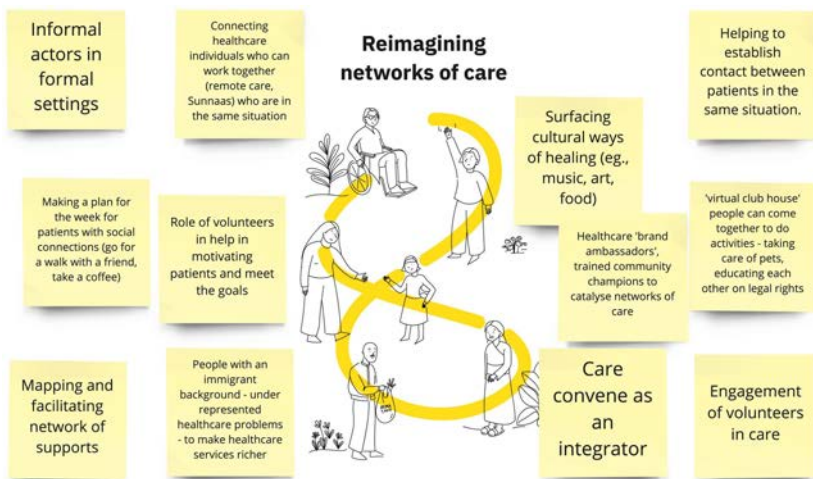 Informal
actors in
formal
settings
Connecting
healthcare
individuals who can
work together
(remote care,
Sunnaas) who are in
the same situation
Reimagining
networks of care
Helping to
establish
contact between
patients in the
same situation.
Surfacing
cultural ways
of healing (eg.,
music, art,
food)
Making a plan for
the week for
patients with social
connections (go for
a walk with a friend,
take a coffee)
Role of volunteers
in help in
motivating
patients and meet
the goals
Healthcare 'brand
ambassadors',
trained community
champions to
catalyse networks of
care
'virtual club house'
people can come
together to do
activities - taking
care of pets,
educating each
other on legal rights
Mapping and
facilitating
network of
supports
People with an
immigrant
background - under
represented
healthcare problems
- to make healthcare
services richer
Care
convene as
an
integrator
Engagement
of volunteers
in care